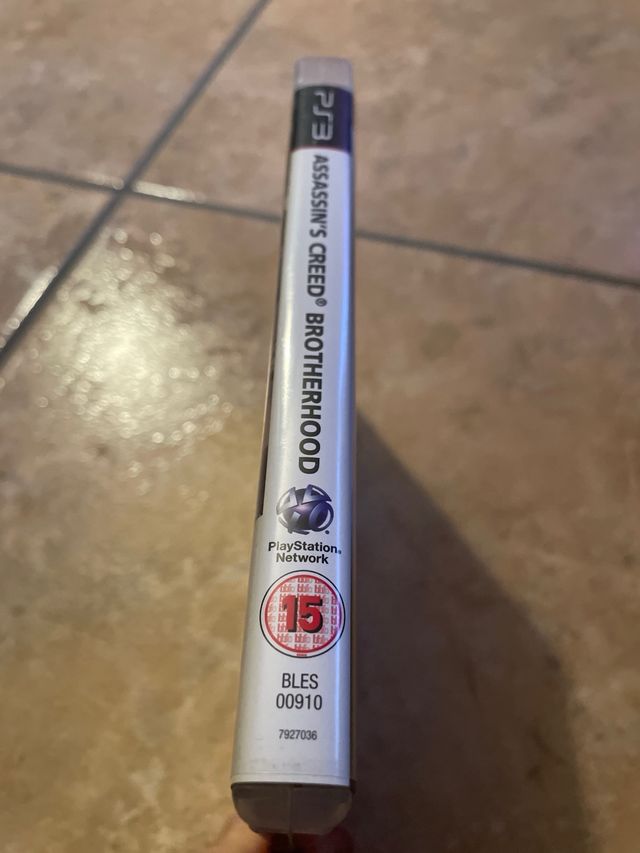 PS3
ASSASSIN'S CREED® BROTHERHOOD
PlayStation®
Network
15
BLES
00910
7927036